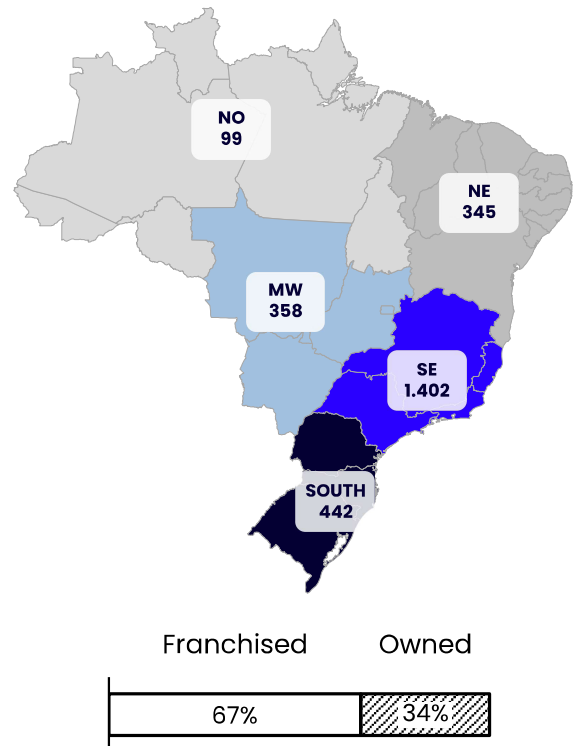 NO
99
NE
345
MW
358
SE
1.402
SOUTH
442
Franchised Owned
67% 34%